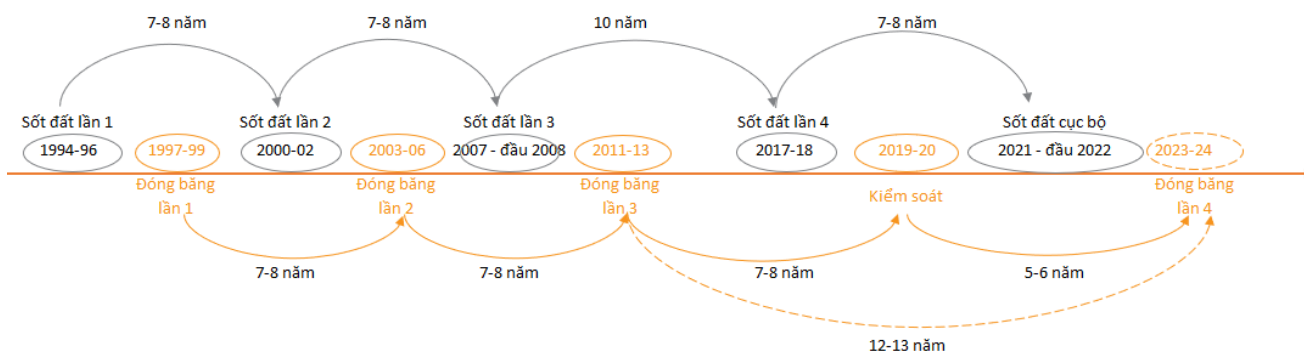 7-8 năm
7-8 năm
10 năm
7-8 năm
Sốt đất lần 1
Sốt đất lần 2
Sốt đất lần 3
Sốt đất lần 4
Sốt đất cục bộ
1994-96
1997-99
2000-02
2003-06
2007 - đầu 2008
2011-13
2017-18
2019-20
2021 - đầu 2022
2023-24
Đóng băng
lần 1
Đóng băng
lần 2
Đóng băng
lần 3
Kiểm soát
Đóng băng
lần 4
7-8 năm
7-8 năm
7-8 năm
5-6 năm
12-13 năm